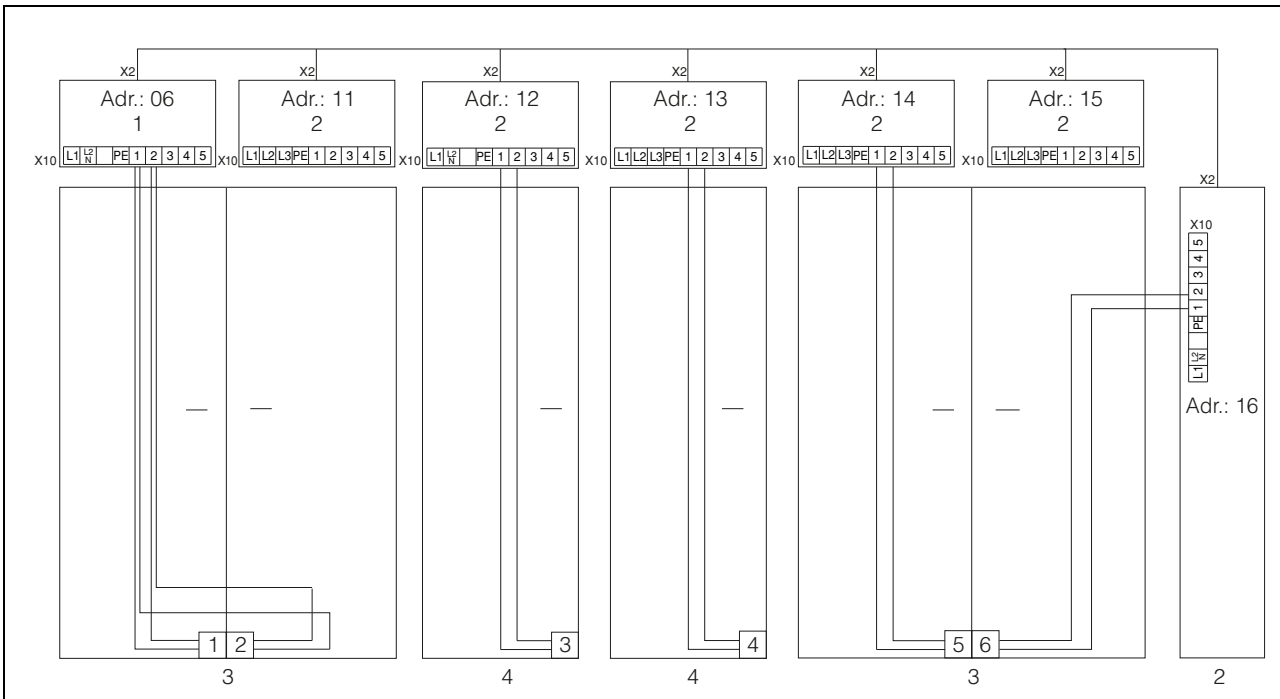 X2 X2 X2 X2 X2 X2
Adr.: 06 Adr.: 11 Adr.: 12 Adr.: 13 Adr.: 14 Adr.: 15
1 2 2 2 2 2
X10 L1 L2 N PE 1 2 3 4 5
X10 L1 L2 L3 PE 1 2 3 4 5
X10 L1 L2 N PE 1 2 3 4 5
X10 L1 L2 L3 PE 1 2 3 4 5
X10 L1 L2 L3 PE 1 2 3 4 5
X10 L1 L2 L3 PE 1 2 3 4 5
X2
X10
5
4
3
2
1
PE
L2 N
L1
Adr.: 16
1 2 3 4 5 6
3 4 4 3 2